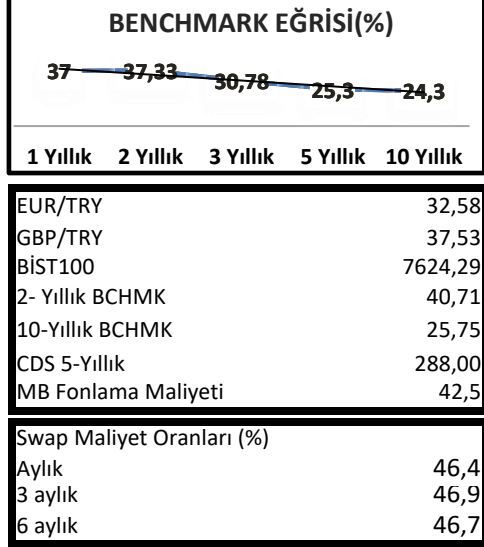 BENCHMARK EĞRİSİ(%)
37 37,33 30,78 25,3 24,3
1 Yıllık 2 Yıllık 3 Yıllık 5 Yıllık 10 Yıllık
EUR/TRY 32,58
GBP/TRY 37,53
BİST100 7624,29
2- Yıllık BCHMK 40,71
10-Yıllık BCHMK 25,75
CDS 5-Yıllık 288,00
MB Fonlama Maliyeti 42,5
Swap Maliyet Oranları (%)
Aylık 46,4
3 aylık 46,9
6 aylık 46,7